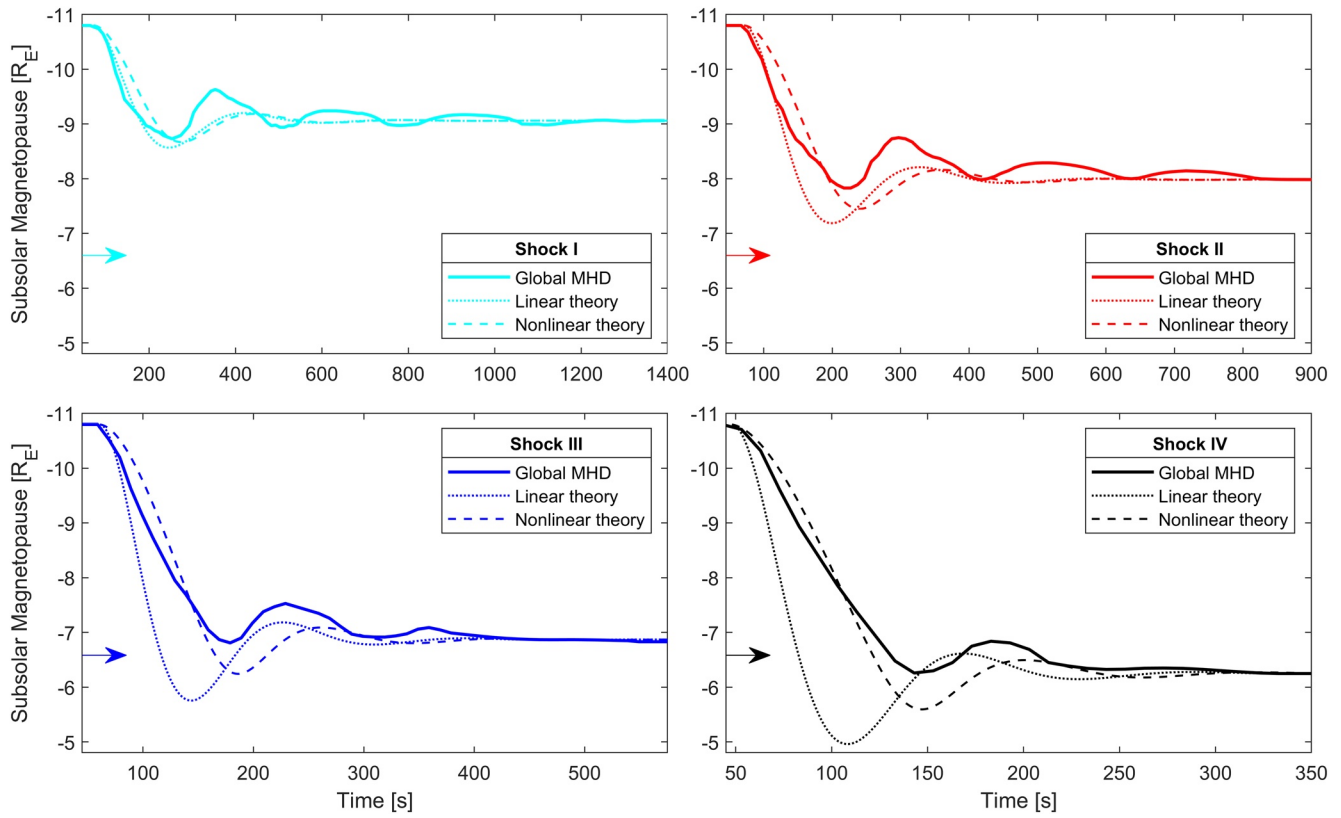 Subsolar Magnetopause [R_E]
-11
-10
-9
-8
-7
-6
-5
Shock I
Global MHD
Linear theory
Nonlinear theory
200 400 600 800 1000 1200 1400
-11
-10
-9
-8
-7
-6
-5
Shock II
Global MHD
Linear theory
Nonlinear theory
100 200 300 400 500 600 700 800 900
Subsolar Magnetopause [R_E]
-11
-10
-9
-8
-7
-6
-5
Shock III
Global MHD
Linear theory
Nonlinear theory
100 200 300 400 500
Time [s]
-11
-10
-9
-8
-7
-6
-5
Shock IV
Global MHD
Linear theory
Nonlinear theory
50 100 150 200 250 300 350
Time [s]